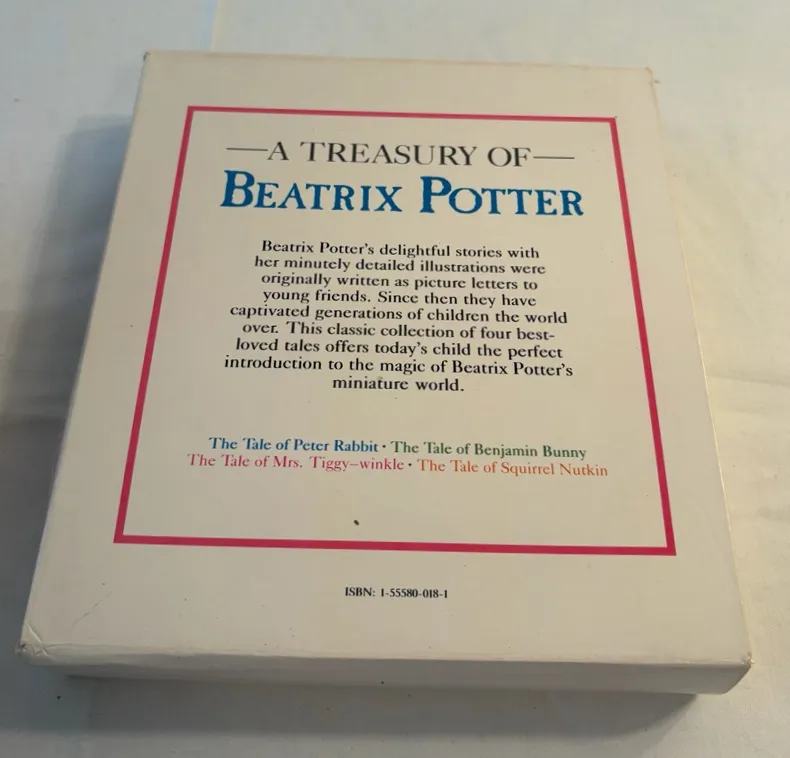 A TREASURY OF
BEATRIX POTTER
Beatrix Potter's delightful stories with
her minutely detailed illustrations were
originally written as picture letters to
young friends. Since then they have
captivated generations of children the world
over. This classic collection of four best-
loved tales offers today's child the perfect
introduction to the magic of Beatrix Potter's
miniature world.
The Tale of Peter Rabbit • The Tale of Benjamin Bunny
The Tale of Mrs. Tiggy-winkle • The Tale of Squirrel Nutkin
ISBN: 1-55580-018-1